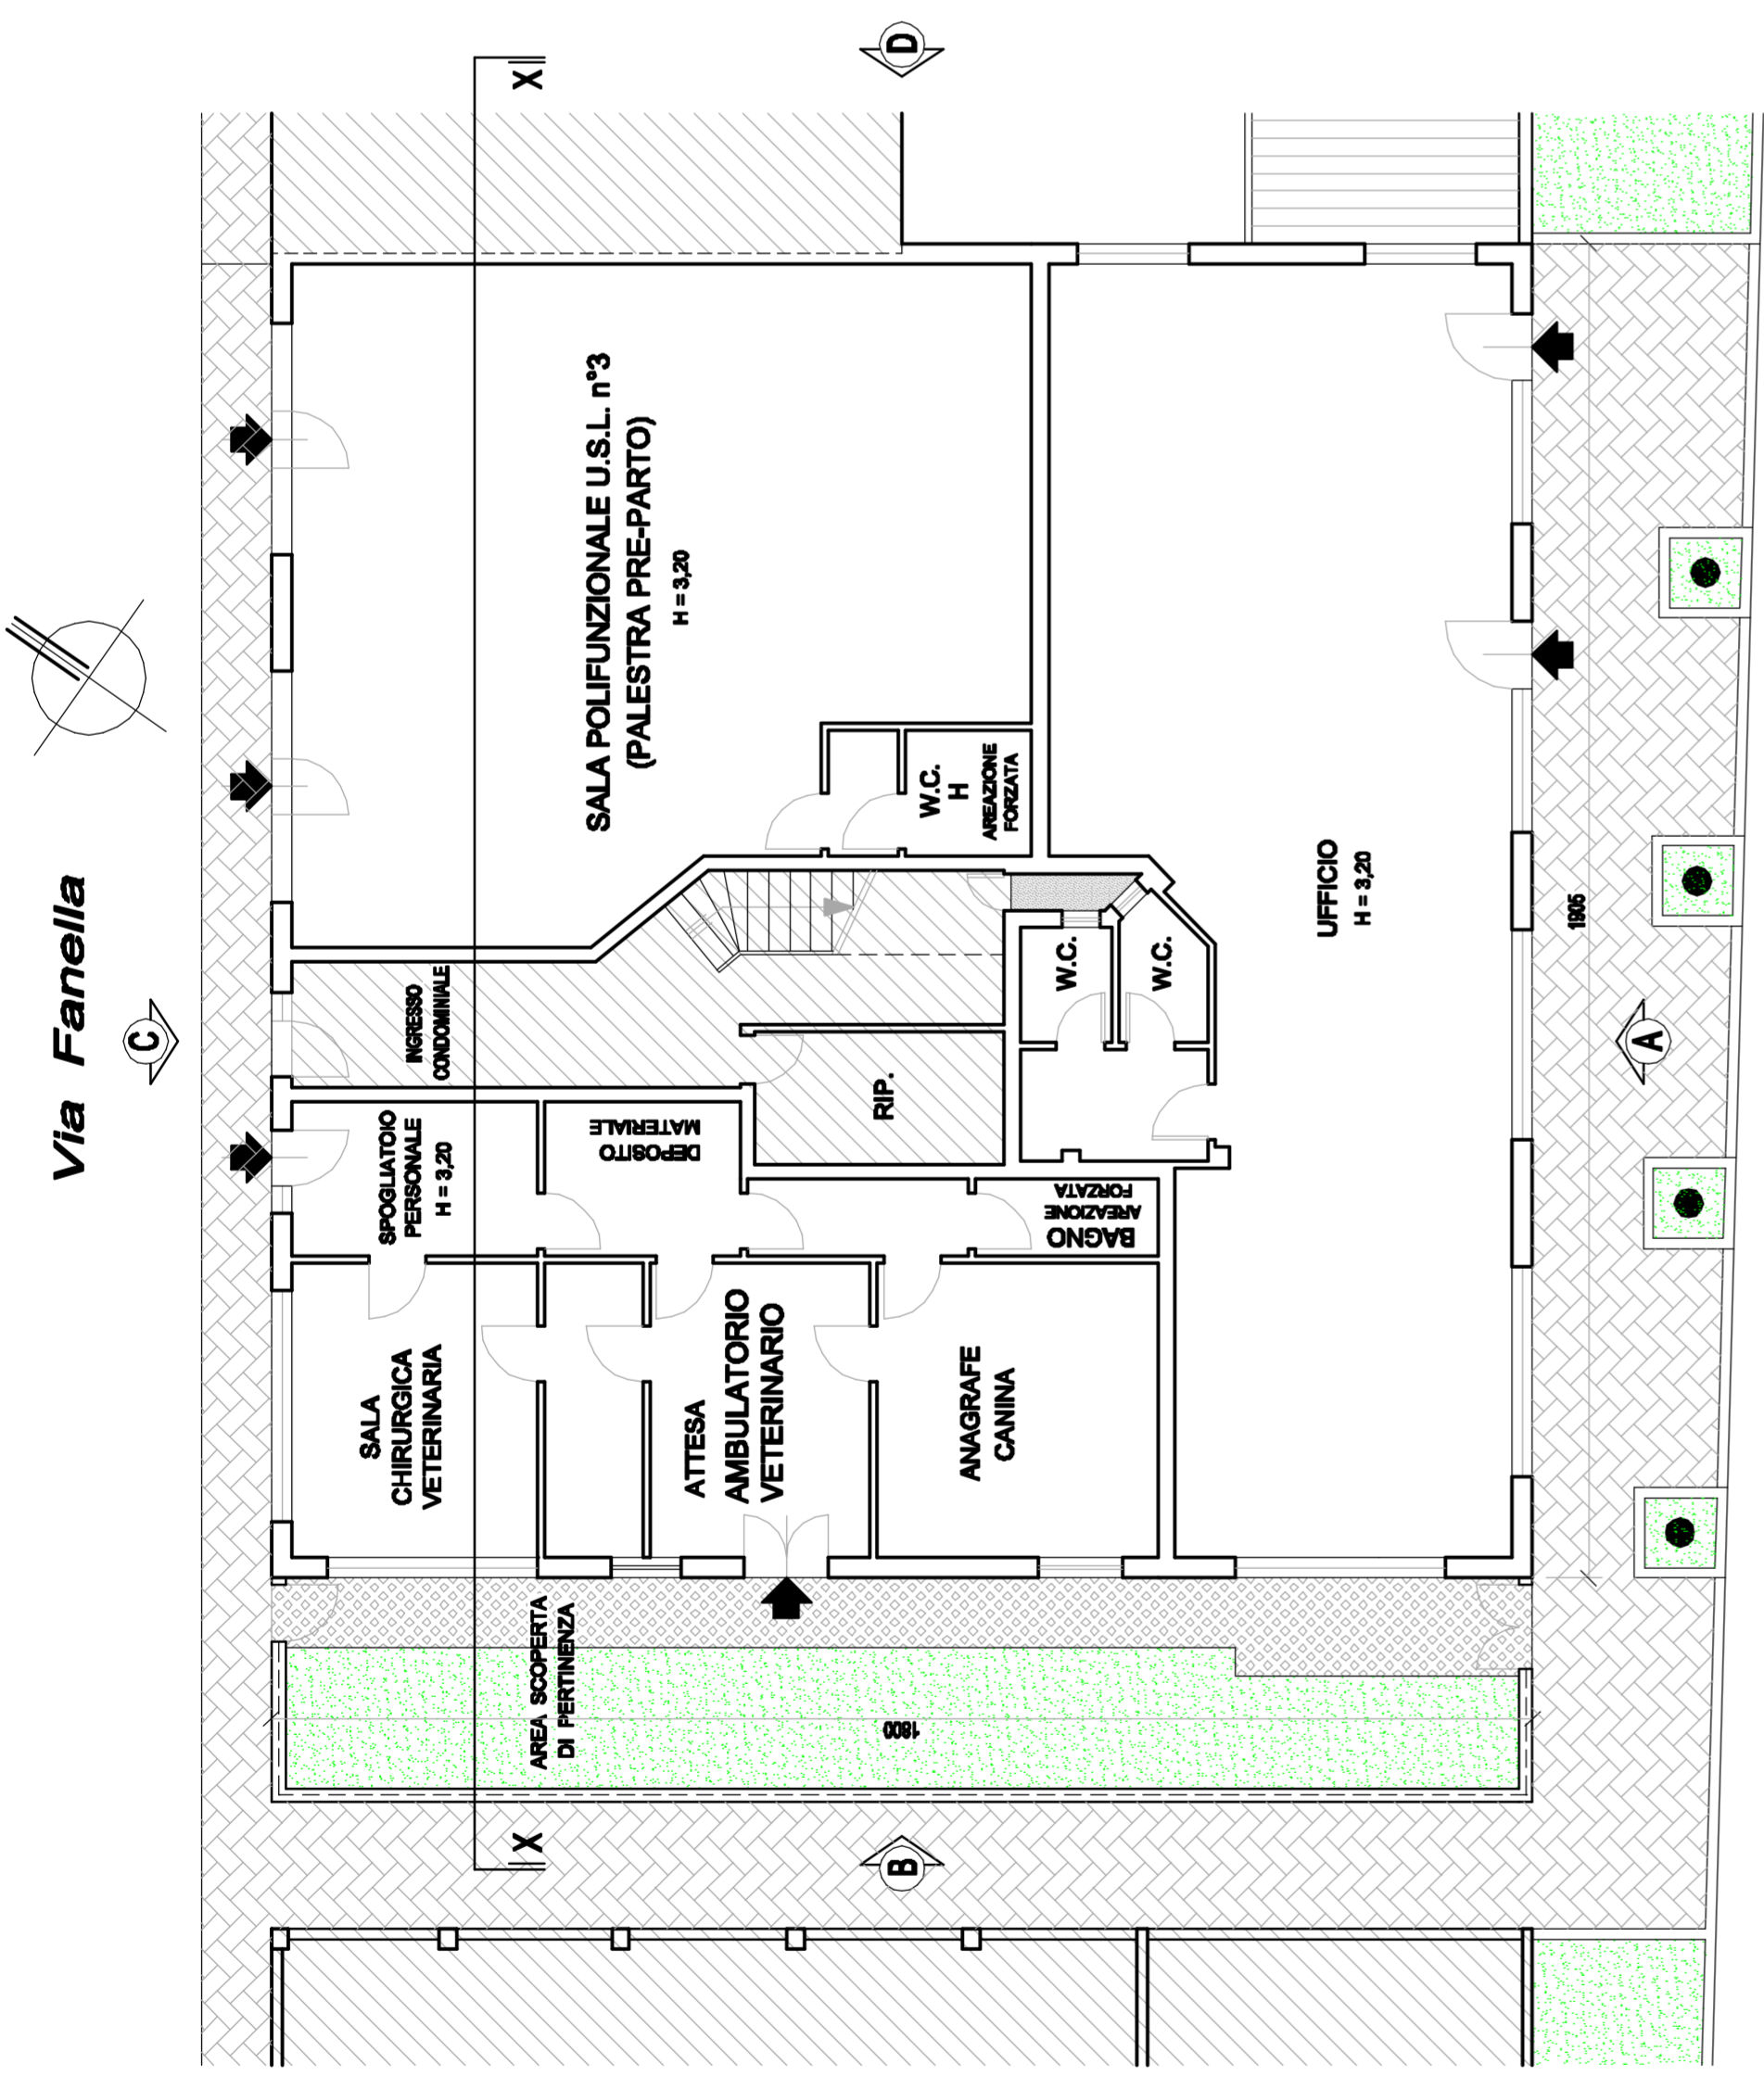 Via Fanella
C
D
X
X
SALA POLIFUNZIONALE U.S.L. n°3
(PALESTRA PRE-PARTO)
H = 3,20
W.C.
H
AREAZIONE
FORZATA
INGRESSO
CONDOMINIALE
SPOGLIATOIO
PERSONALE
H = 3,20
DEPOSITO
MATERIALE
RIP.
W.C.
W.C.
BAGNO
AREAZIONE
FORZATA
SALA
CHIRURGICA
VETERINARIA
ATTESA
AMBULATORIO
VETERINARIO
ANAGRAFE
CANINA
UFFICIO
H = 3,20
1905
A
AREA SCOPERTA
DI PERTINENZA
1800
B